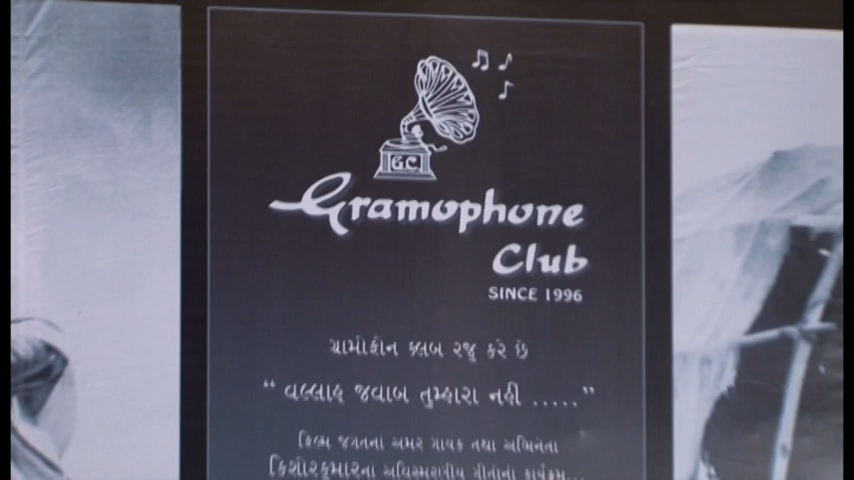 G.C.
Gramophone
Club
SINCE 1996
ગ્રામોફોન ક્લબ રજૂ કરે છે
“ વલ્લાહ જવાબ તુમ્હારા નહીં .....”
ફિલ્મ જગતનાં અમર ગાયક તથા અભિનેતા
કિશોરકુમારનાં અવિસ્મરણીય ગીતોનો કાર્યક્રમ...